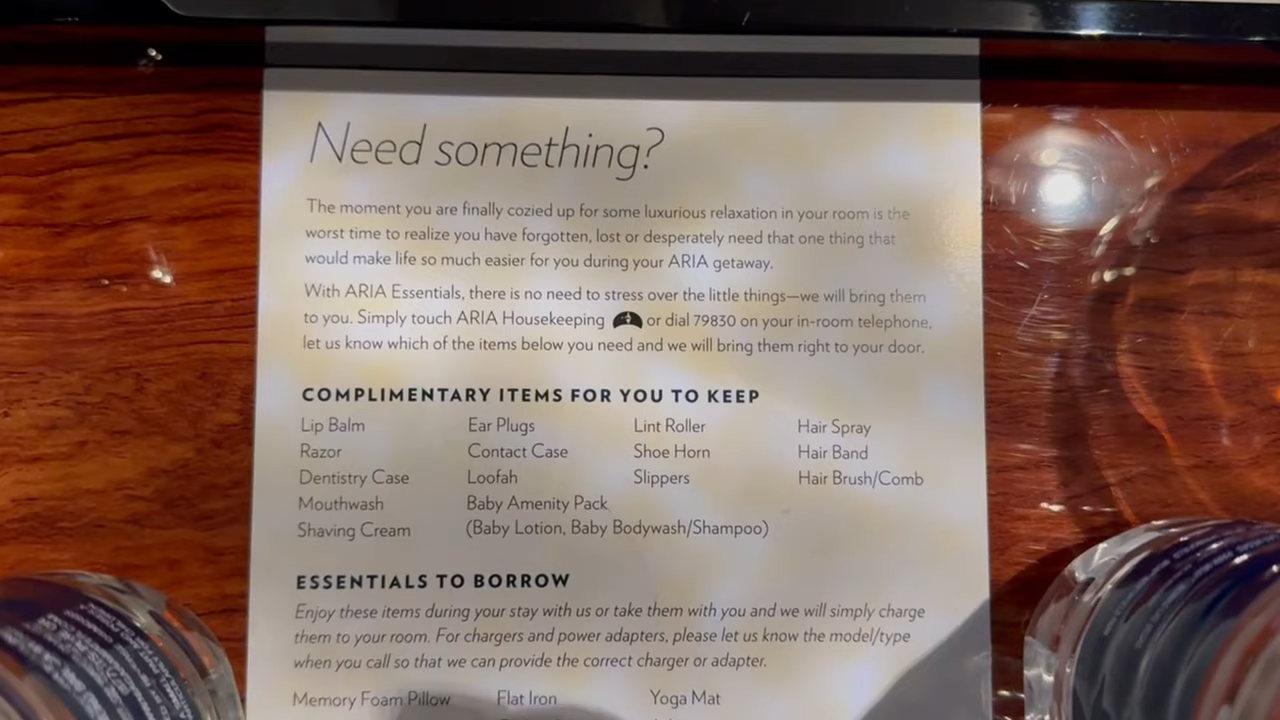 Need something?
The moment you are finally cozied up for some luxurious relaxation in your room is the
worst time to realize you have forgotten, lost or desperately need that one thing that
would make life so much easier for you during your ARIA getaway.
With ARIA Essentials, there is no need to stress over the little things—we will bring them
to you. Simply touch ARIA Housekeeping or dial 79830 on your in-room telephone,
let us know which of the items below you need and we will bring them right to your door.
COMPLIMENTARY ITEMS FOR YOU TO KEEP
Lip Balm Ear Plugs Lint Roller Hair Spray
Razor Contact Case Shoe Horn Hair Band
Dentistry Case Loofah Slippers Hair Brush/Comb
Mouthwash Baby Amenity Pack
Shaving Cream (Baby Lotion, Baby Bodywash/Shampoo)
ESSENTIALS TO BORROW
Enjoy these items during your stay with us or take them with you and we will simply charge
them to your room. For chargers and power adapters, please let us know the model/type
when you call so that we can provide the correct charger or adapter.
Memory Foam Pillow Flat Iron Yoga Mat